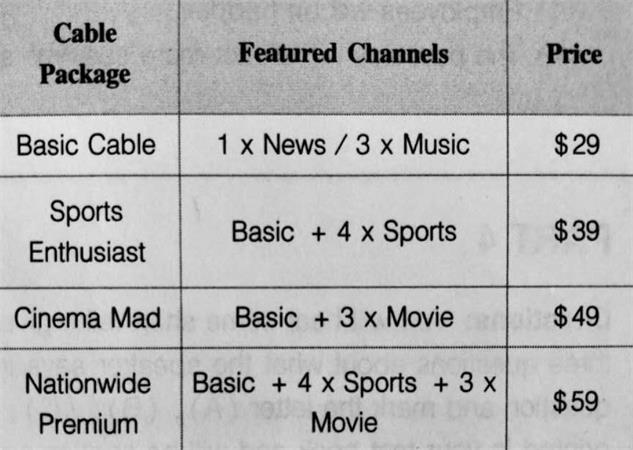 Cable Package Featured Channels Price
Basic Cable 1 x News / 3 x Music $29
Sports Enthusiast Basic + 4 x Sports $39
Cinema Mad Basic + 3 x Movie $49
Nationwide Premium Basic + 4 x Sports + 3 x Movie $59